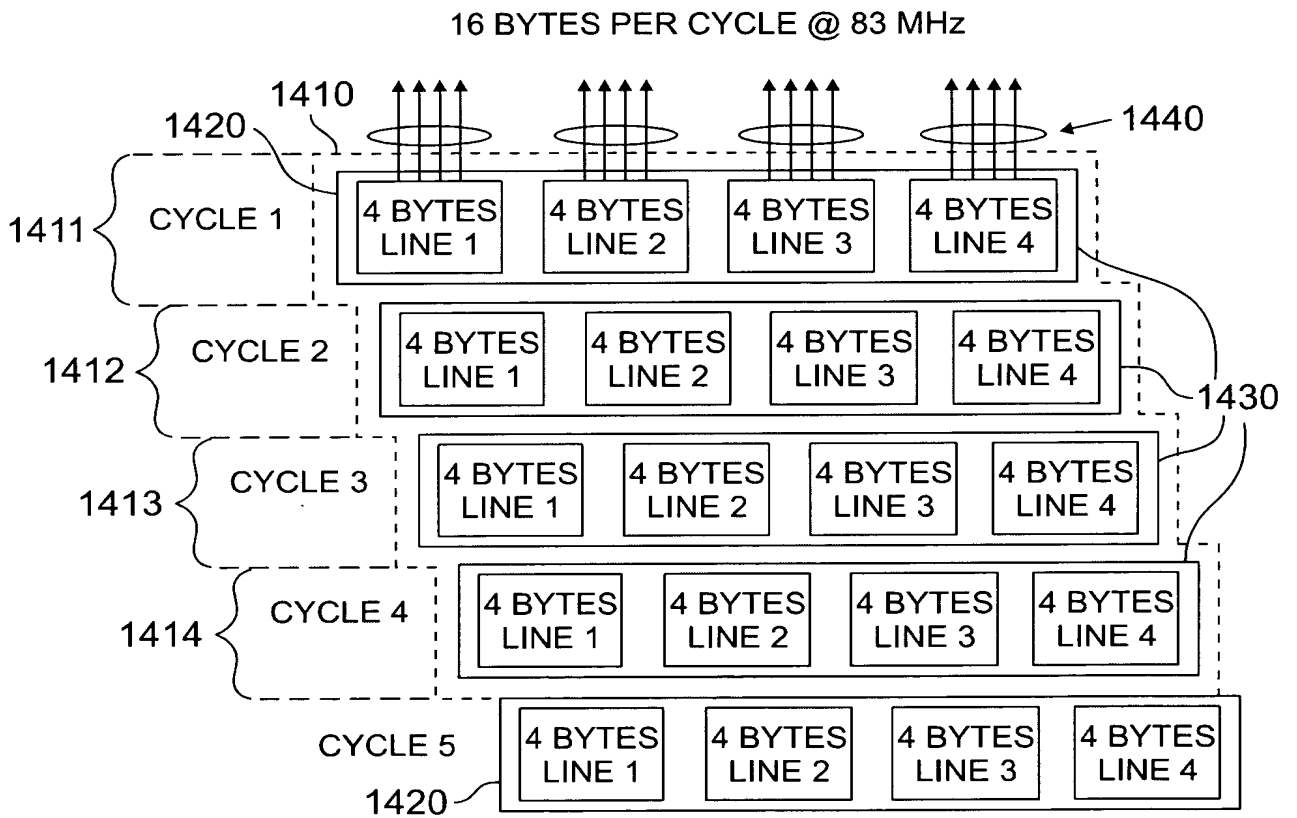 16 BYTES PER CYCLE @ 83 MHz
1410
1420
1440
1411
CYCLE 1
4 BYTES
LINE 1
4 BYTES
LINE 2
4 BYTES
LINE 3
4 BYTES
LINE 4
1412
CYCLE 2
4 BYTES
LINE 1
4 BYTES
LINE 2
4 BYTES
LINE 3
4 BYTES
LINE 4
1430
1413
CYCLE 3
4 BYTES
LINE 1
4 BYTES
LINE 2
4 BYTES
LINE 3
4 BYTES
LINE 4
1414
CYCLE 4
4 BYTES
LINE 1
4 BYTES
LINE 2
4 BYTES
LINE 3
4 BYTES
LINE 4
CYCLE 5
4 BYTES
LINE 1
4 BYTES
LINE 2
4 BYTES
LINE 3
4 BYTES
LINE 4
1420